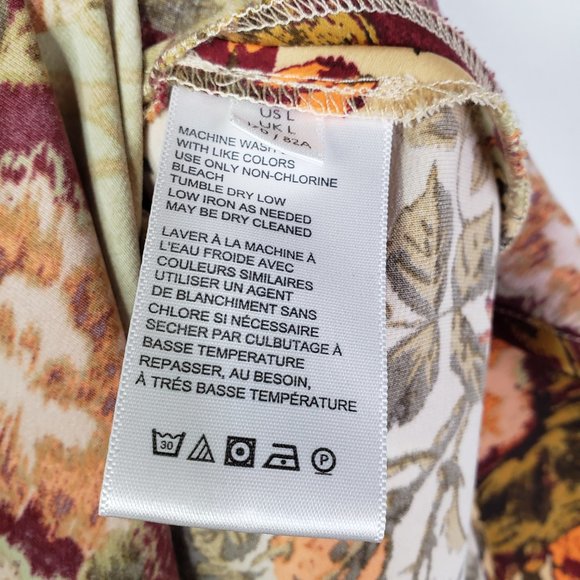 US L
UK L
MACHINE WASH
WITH LIKE COLORS
USE ONLY NON-CHLORINE
BLEACH
TUMBLE DRY LOW
LOW IRON AS NEEDED
MAY BE DRY CLEANED
LAVER À LA MACHINE À
L'EAU FROIDE AVEC
COULEURS SIMILAIRES
UTILISER UN AGENT
DE BLANCHIMENT SANS
CHLORE SI NÉCESSAIRE
SECHER PAR CULBUTAGE À
BASSE TEMPERATURE
REPASSER, AU BESOIN,
À TRÉS BASSE TEMPÉRATURE
30 P